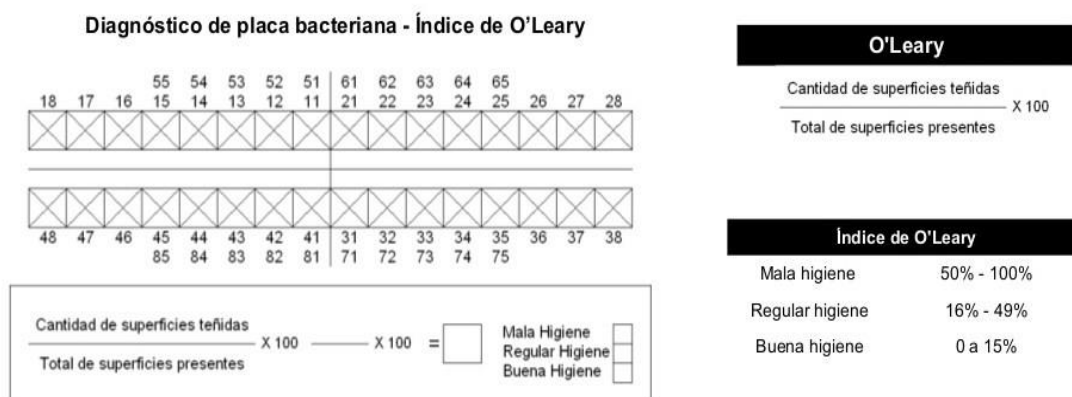 Diagnóstico de placa bacteriana - Índice de O'Leary
55 54 53 52 51 61 62 63 64 65
18 17 16 15 14 13 12 11 21 22 23 24 25 26 27 28
48 47 46 45 44 43 42 41 31 32 33 34 35 36 37 38
85 84 83 82 81 71 72 73 74 75
Cantidad de superficies teñidas
Total de superficies presentes
X 100 X 100 =
Mala Higiene
Regular Higiene
Buena Higiene
O'Leary
Cantidad de superficies teñidas
X 100
Total de superficies presentes
Índice de O'Leary
Mala higiene 50% - 100%
Regular higiene 16% - 49%
Buena higiene 0 a 15%